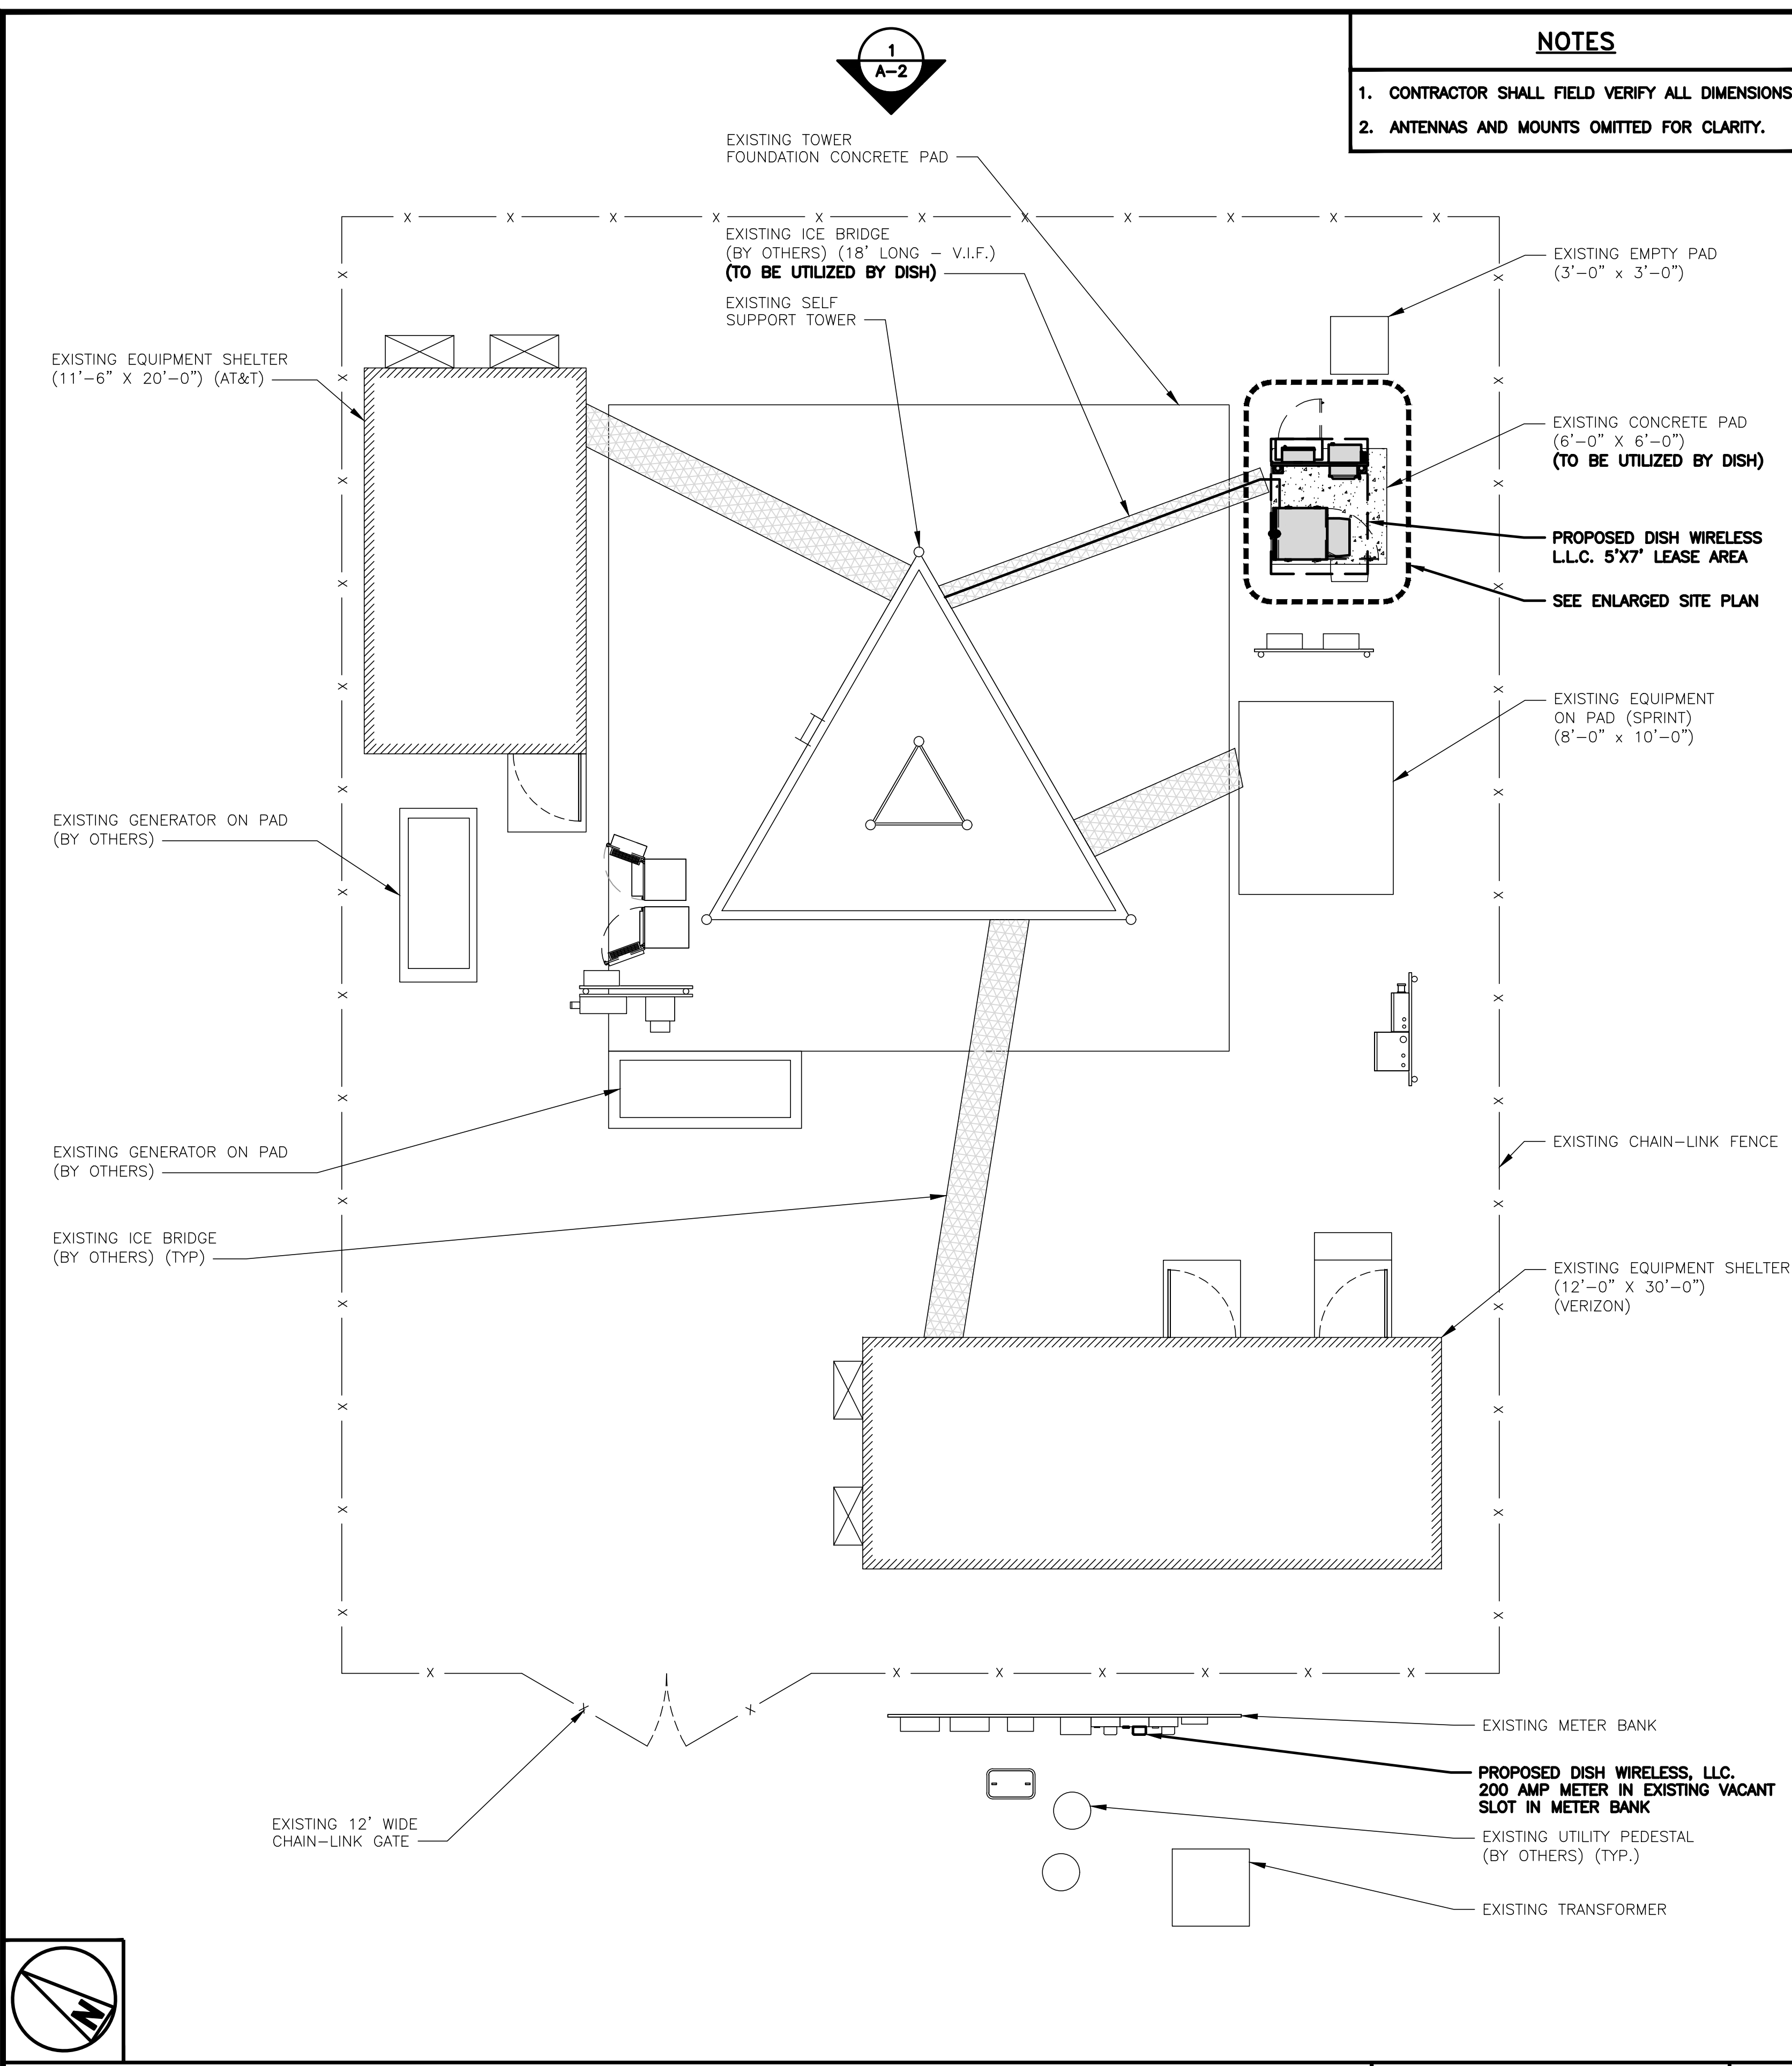 1
A-2
NOTES
1. CONTRACTOR SHALL FIELD VERIFY ALL DIMENSIONS
2. ANTENNAS AND MOUNTS OMITTED FOR CLARITY.
EXISTING TOWER
FOUNDATION CONCRETE PAD
EXISTING ICE BRIDGE
(BY OTHERS) (18' LONG – V.I.F.)
(TO BE UTILIZED BY DISH)
EXISTING SELF
SUPPORT TOWER
EXISTING EMPTY PAD
(3'-0" x 3'-0")
EXISTING EQUIPMENT SHELTER
(11'-6" X 20'-0") (AT&T)
EXISTING CONCRETE PAD
(6'-0" X 6'-0")
(TO BE UTILIZED BY DISH)
PROPOSED DISH WIRELESS
L.L.C. 5'X7' LEASE AREA
SEE ENLARGED SITE PLAN
EXISTING EQUIPMENT
ON PAD (SPRINT)
(8'-0" x 10'-0")
EXISTING GENERATOR ON PAD
(BY OTHERS)
EXISTING GENERATOR ON PAD
(BY OTHERS)
EXISTING CHAIN-LINK FENCE
EXISTING ICE BRIDGE
(BY OTHERS) (TYP)
EXISTING EQUIPMENT SHELTER
(12'-0" X 30'-0")
(VERIZON)
EXISTING METER BANK
PROPOSED DISH WIRELESS, LLC.
200 AMP METER IN EXISTING VACANT
SLOT IN METER BANK
EXISTING 12' WIDE
CHAIN-LINK GATE
EXISTING UTILITY PEDESTAL
(BY OTHERS) (TYP.)
EXISTING TRANSFORMER
N